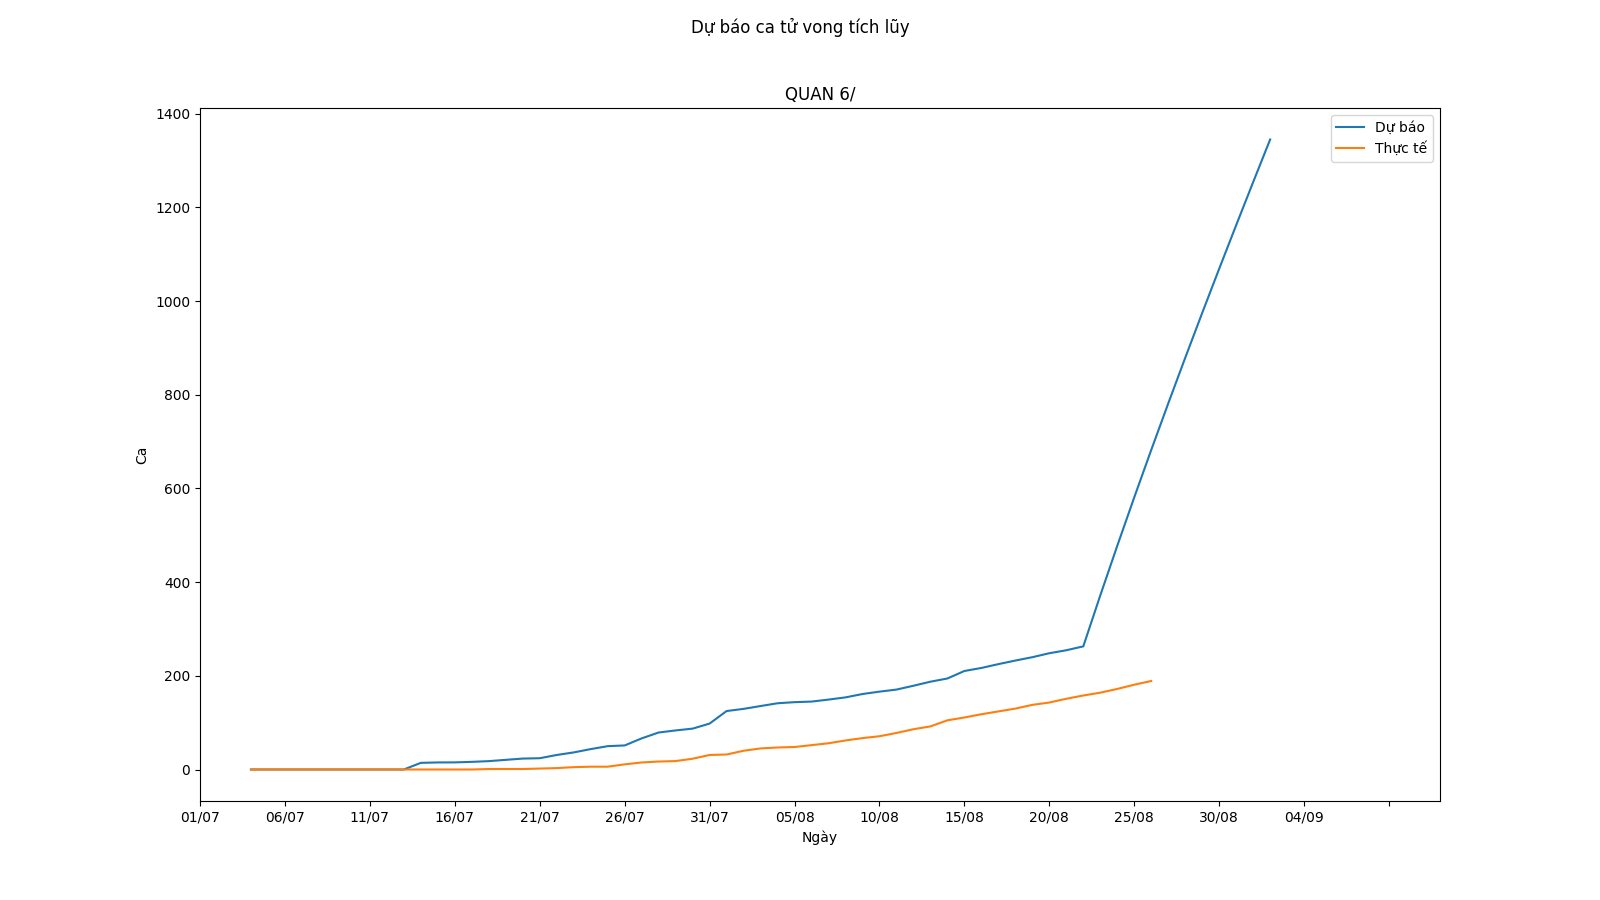 Dự báo ca tử vong tích lũy
QUAN 6/
1400
1200
1000
800
600
400
200
0
Ca
Dự báo
Thực tế
01/07 06/07 11/07 16/07 21/07 26/07 31/07 05/08 10/08 15/08 20/08 25/08 30/08 04/09
Ngày